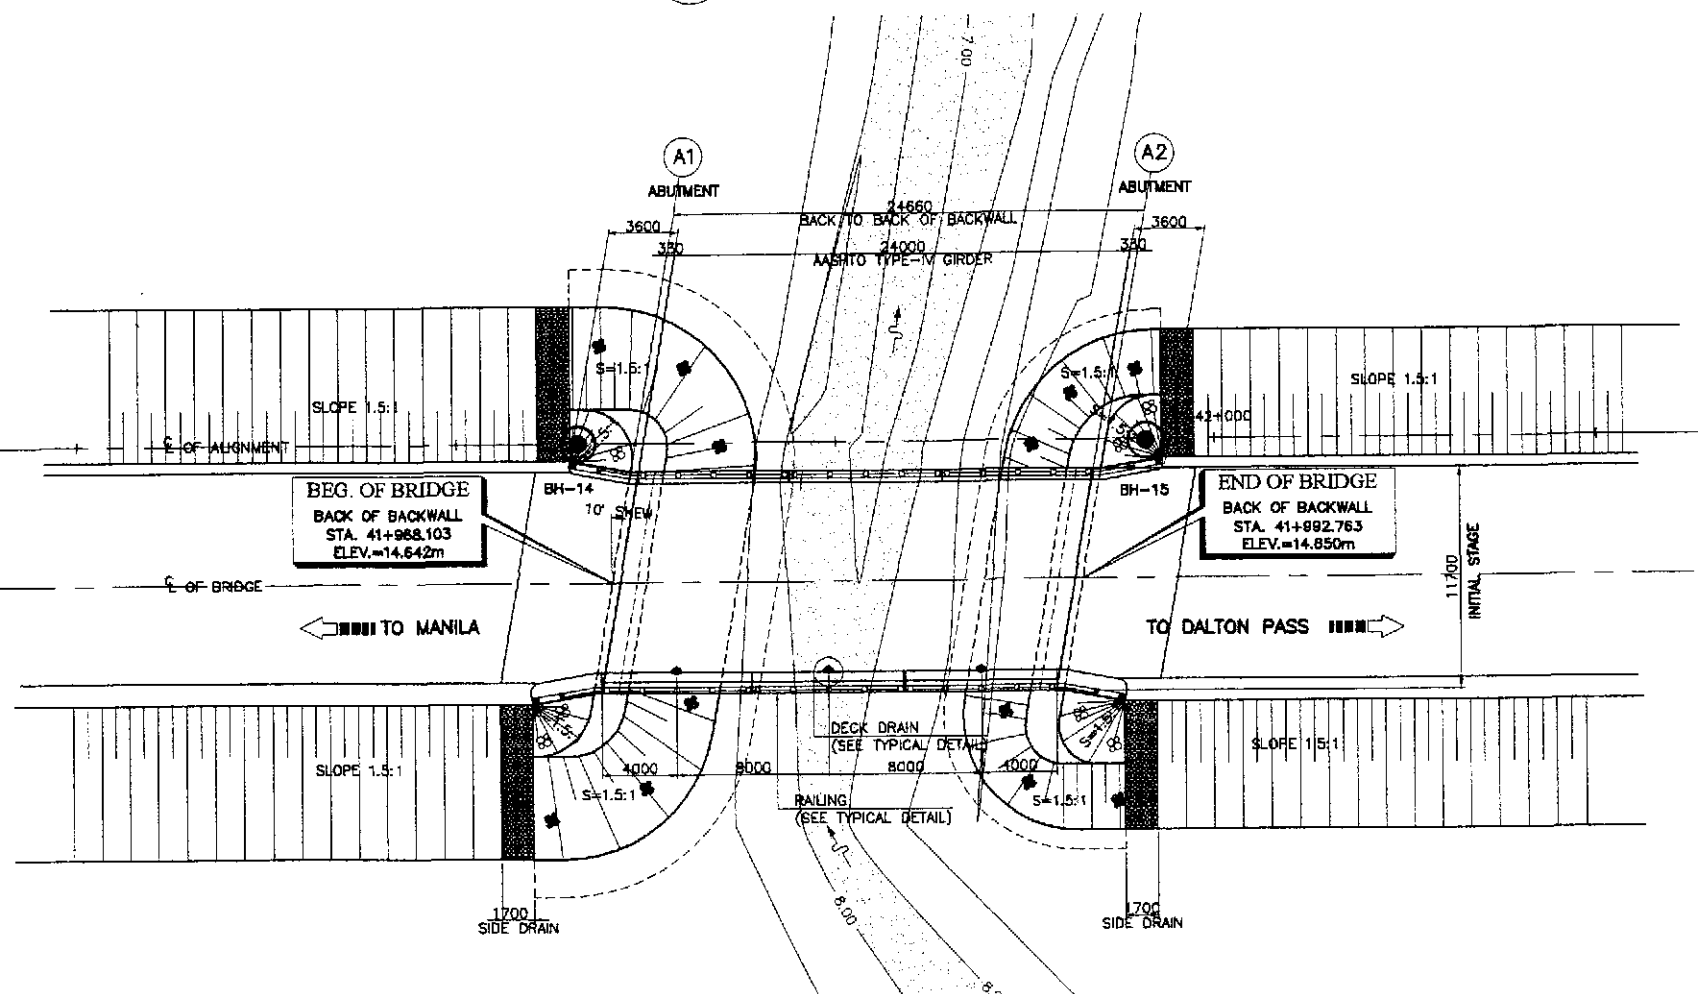 7.00
A1
A2
ABUTMENT
ABUTMENT
24660
BACK TO BACK OF BACKWALL
3600
3600
330
24000
330
AASHTO TYPE-IV GIRDER
S=1.5:1
S=1.5:1
SLOPE 1.5:1
SLOPE 1.5:1
42+000
℄ OF ALIGNMENT
BH-14
BH-15
BEG. OF BRIDGE
BACK OF BACKWALL
STA. 41+968.103
ELEV.=14.642m
10° SKEW
END OF BRIDGE
BACK OF BACKWALL
STA. 41+992.763
ELEV.=14.850m
11700
INITIAL STAGE
℄ OF BRIDGE
TO MANILA
TO DALTON PASS
DECK DRAIN
(SEE TYPICAL DETAIL)
SLOPE 1.5:1
SLOPE 1.5:1
4000
8000
8000
4000
S=1.5:1
S=1.5:1
RAILING
(SEE TYPICAL DETAIL)
8.00
1700
SIDE DRAIN
1700
SIDE DRAIN